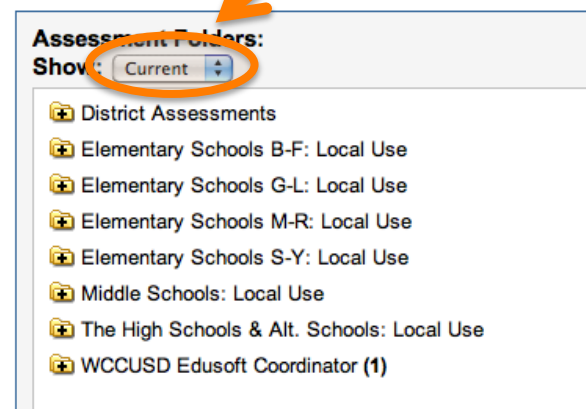 Assessment Folders:
Show: Current
District Assessments
Elementary Schools B-F: Local Use
Elementary Schools G-L: Local Use
Elementary Schools M-R: Local Use
Elementary Schools S-Y: Local Use
Middle Schools: Local Use
The High Schools & Alt. Schools: Local Use
WCCUSD Edusoft Coordinator (1)